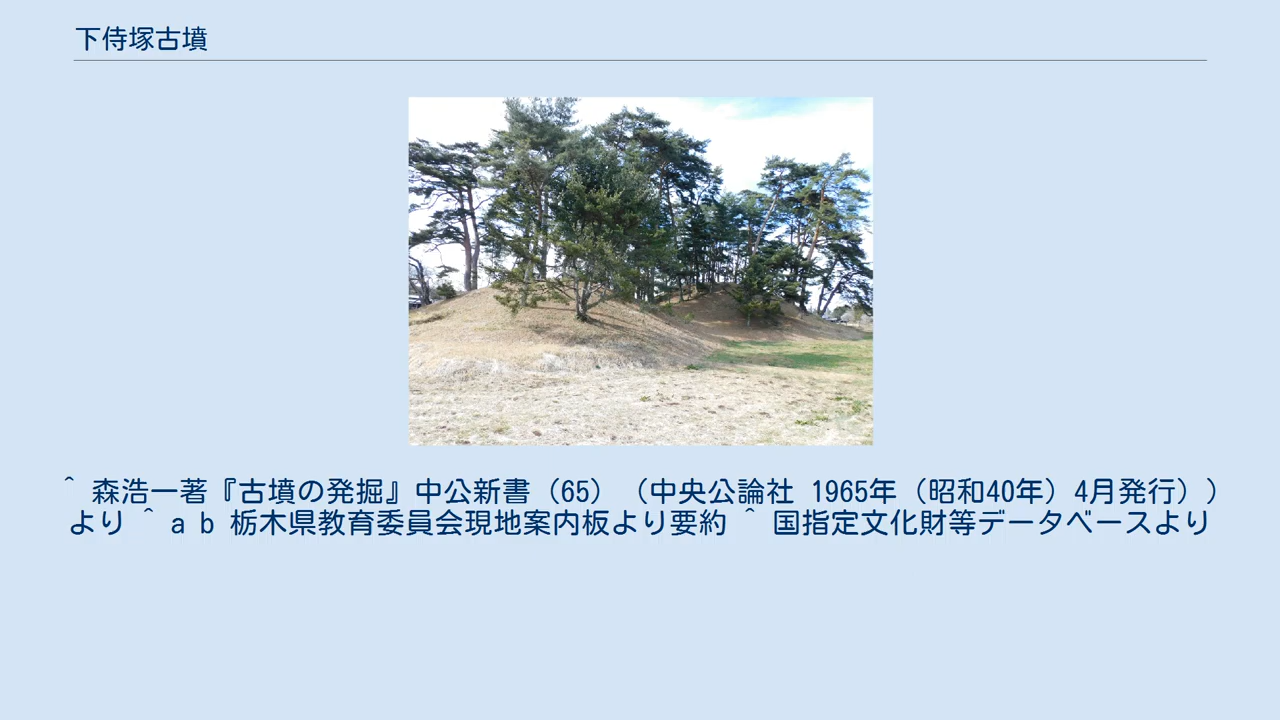 下侍塚古墳
^ 森浩一著『古墳の発掘』中公新書（65）（中央公論社 1965年（昭和40年）4月発行））
より ^ a b 栃木県教育委員会現地案内板より要約 ^ 国指定文化財等データベースより